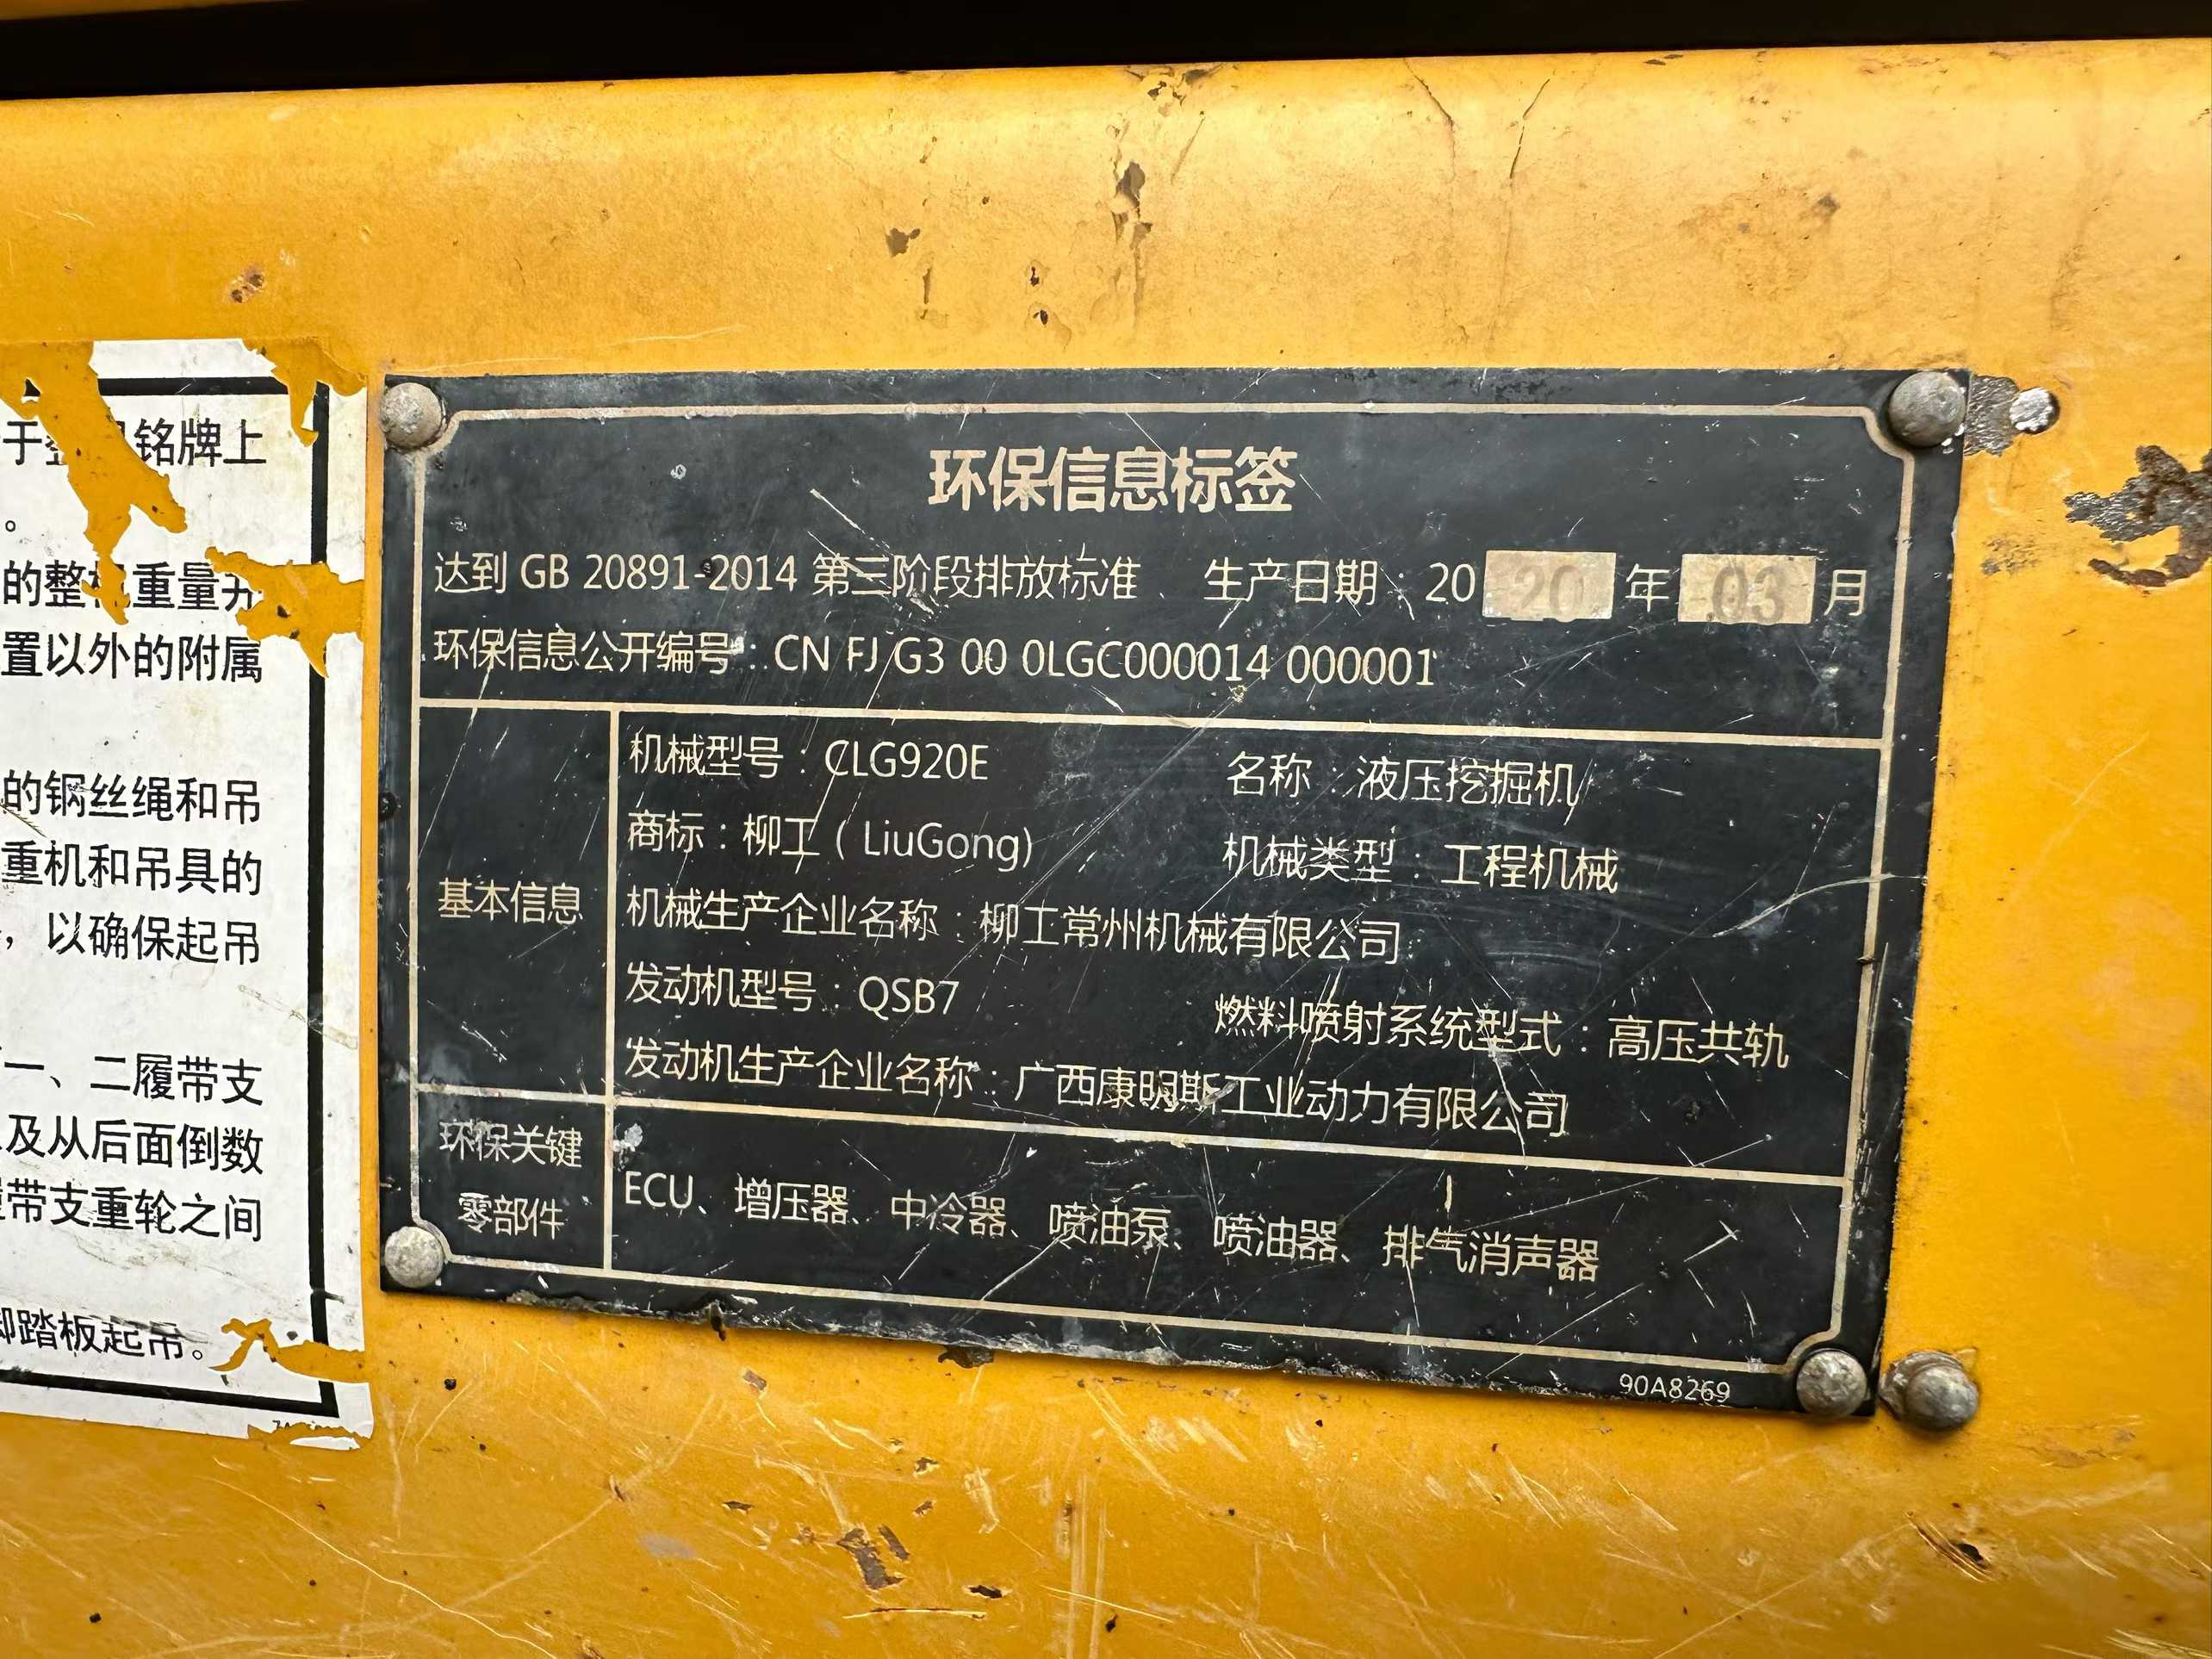 于 铭牌上
。
的整机重量并
置以外的附属
的钢丝绳和吊
重机和吊具的
，以确保起吊
一、二履带支
及从后面倒数
带支重轮之间
踏板起吊。
环保信息标签
达到 GB 20891-2014 第三阶段排放标准、 生产日期：20 20 年 03 月
环保信息公开编号：CN FJ G3 00 0LGC000014 000001
基本信息
机械型号：CLG920E 名称：液压挖掘机
商标：柳工（LiuGong) 机械类型：工程机械
机械生产企业名称：柳工常州机械有限公司
发动机型号：QSB7 燃料喷射系统型式：高压共轨
发动机生产企业名称：广西康明斯工业动力有限公司
环保关键
零部件
ECU、增压器、中冷器、喷油泵、喷油器、排气消声器
90A8269